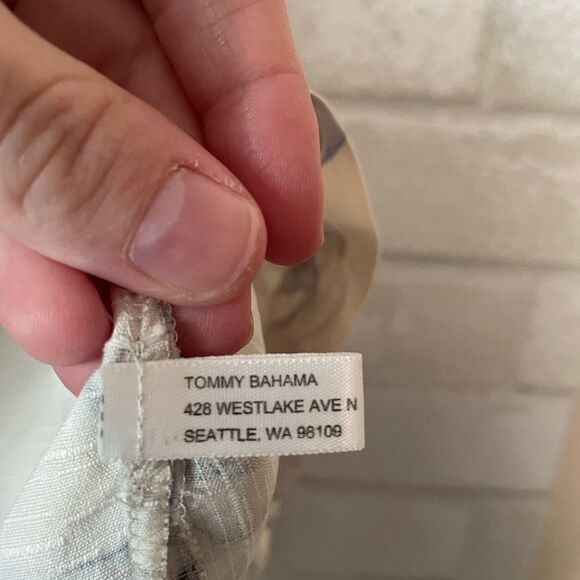 TOMMY BAHAMA
428 WESTLAKE AVE N
SEATTLE, WA 98109